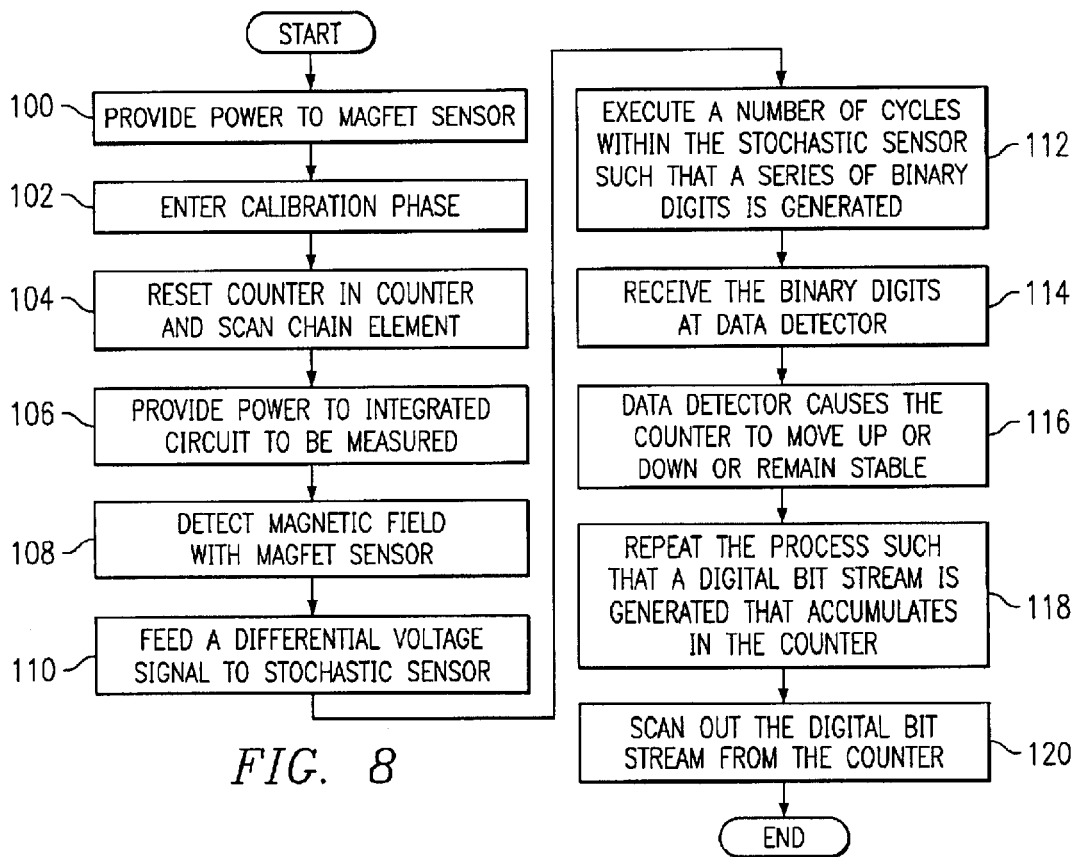 START
100
PROVIDE POWER TO MAGFET SENSOR
102
ENTER CALIBRATION PHASE
104
RESET COUNTER IN COUNTER
AND SCAN CHAIN ELEMENT
106
PROVIDE POWER TO INTEGRATED
CIRCUIT TO BE MEASURED
108
DETECT MAGNETIC FIELD
WITH MAGFET SENSOR
110
FEED A DIFFERENTIAL VOLTAGE
SIGNAL TO STOCHASTIC SENSOR
EXECUTE A NUMBER OF CYCLES
WITHIN THE STOCHASTIC SENSOR
SUCH THAT A SERIES OF BINARY
DIGITS IS GENERATED
112
RECEIVE THE BINARY DIGITS
AT DATA DETECTOR
114
DATA DETECTOR CAUSES THE
COUNTER TO MOVE UP OR
DOWN OR REMAIN STABLE
116
REPEAT THE PROCESS SUCH
THAT A DIGITAL BIT STREAM IS
GENERATED THAT ACCUMULATES
IN THE COUNTER
118
SCAN OUT THE DIGITAL BIT
STREAM FROM THE COUNTER
120
END
FIG. 8